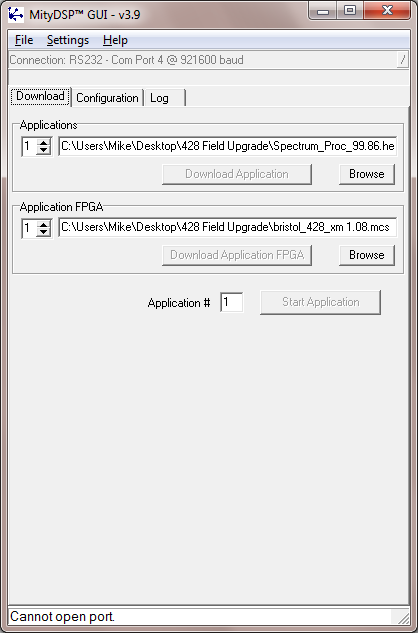 MityDSP™ GUI - v3.9
File Settings Help
Connection: RS232 - Com Port 4 @ 921600 baud /
Download Configuration Log
Applications
1 C:\Users\Mike\Desktop\428 Field Upgrade\Spectrum_Proc_99.86.he
Download Application Browse
Application FPGA
1 C:\Users\Mike\Desktop\428 Field Upgrade\bristol_428_xm 1.08.mcs
Download Application FPGA Browse
Application # 1 Start Application
Cannot open port.